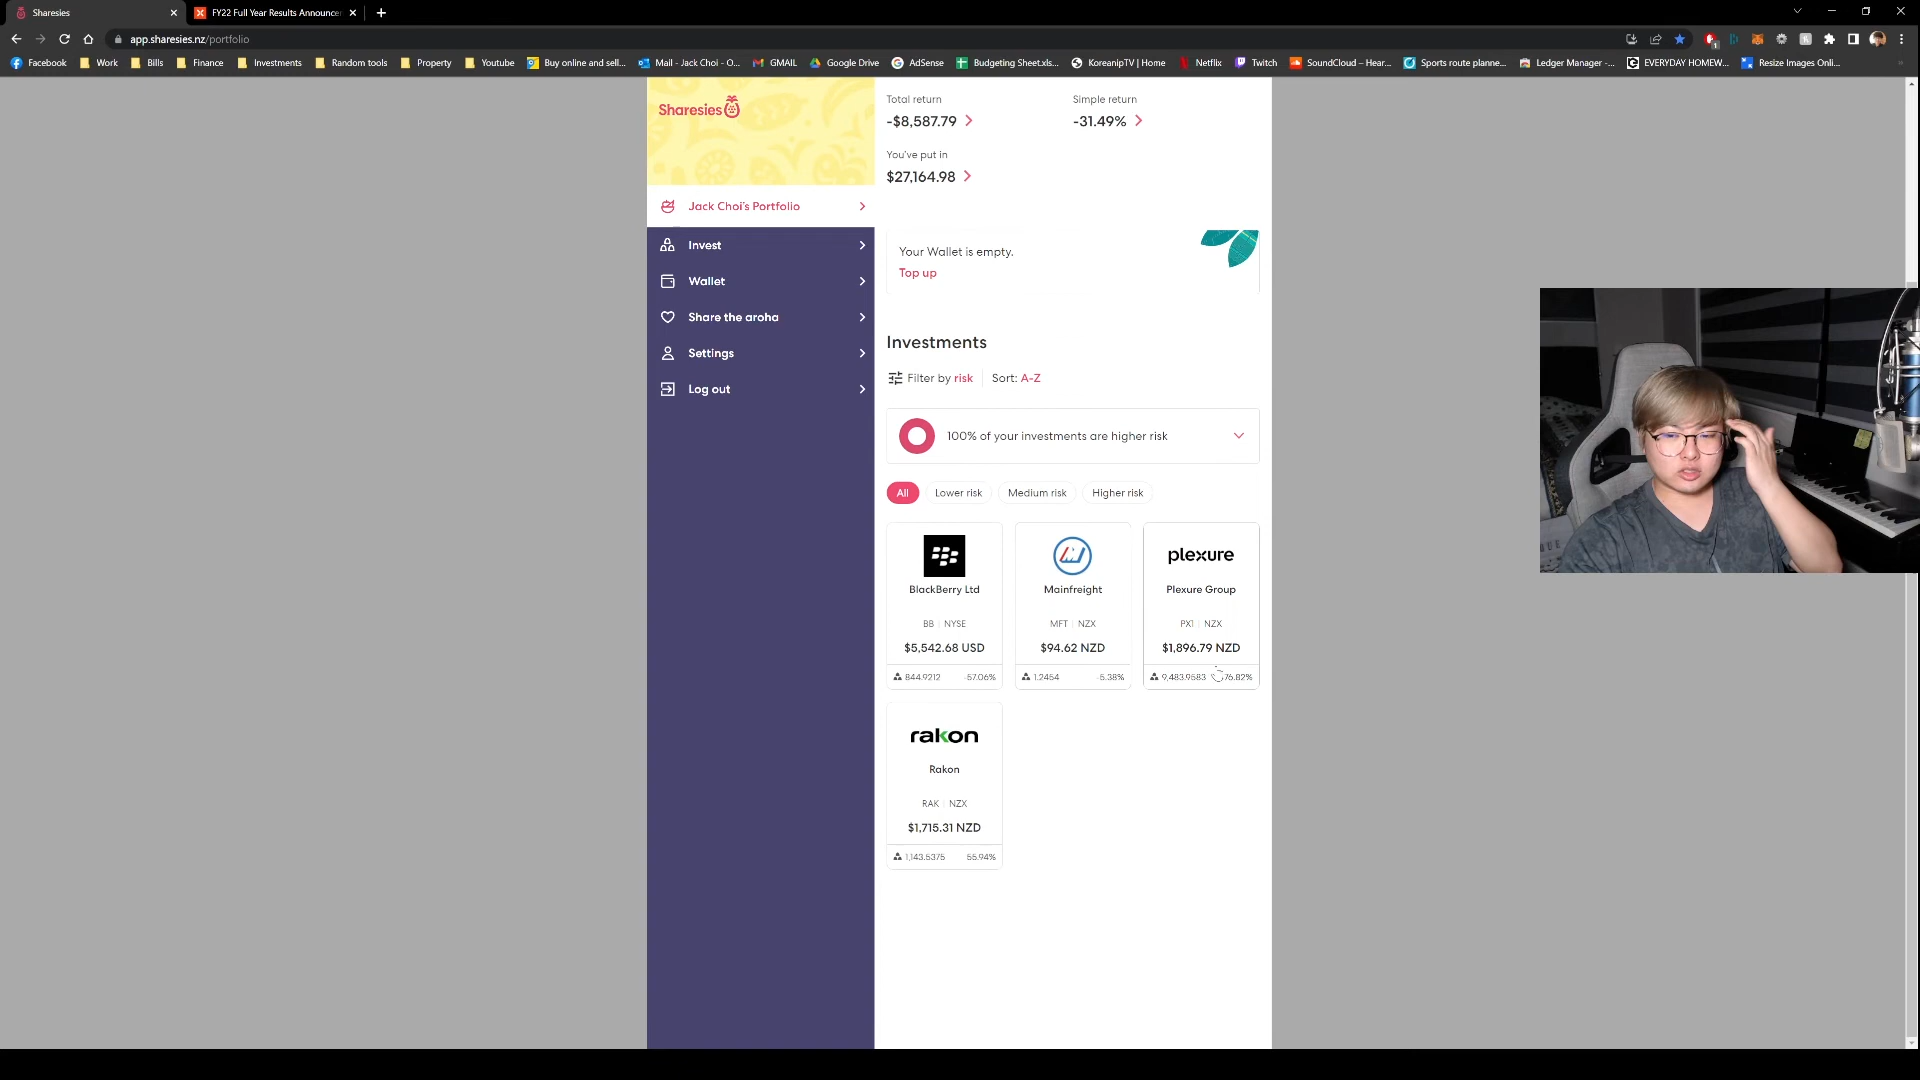 Sharesies
FY22 Full Year Results Announce
app.sharesies.nz/portfolio
Facebook
Work
Bills
Finance
Investments
Random tools
Property
Youtube
Buy online and sell...
Mail - Jack Choi - O...
GMAIL
Google Drive
AdSense
Budgeting Sheet.xls...
KoreanipTV | Home
Netflix
Twitch
SoundCloud – Hear...
Sports route planne...
Ledger Manager -...
EVERYDAY HOMEW...
Resize Images Onli...
Sharesies
Jack Choi's Portfolio
Invest
Wallet
Share the aroha
Settings
Log out
Total return
Simple return
-$8,587.79
-31.49%
You've put in
$27,164.98
Your Wallet is empty.
Top up
Investments
Filter by risk
Sort: A-Z
100% of your investments are higher risk
All
Lower risk
Medium risk
Higher risk
BlackBerry Ltd
BB | NYSE
$5,542.68 USD
844.9212
-57.06%
Mainfreight
MFT | NZX
$94.62 NZD
1.2454
-5.38%
plexure
Plexure Group
PX1 | NZX
$1,896.79 NZD
9,483.9583
76.82%
rakon
Rakon
RAK | NZX
$1,715.31 NZD
1,143.5375
55.94%